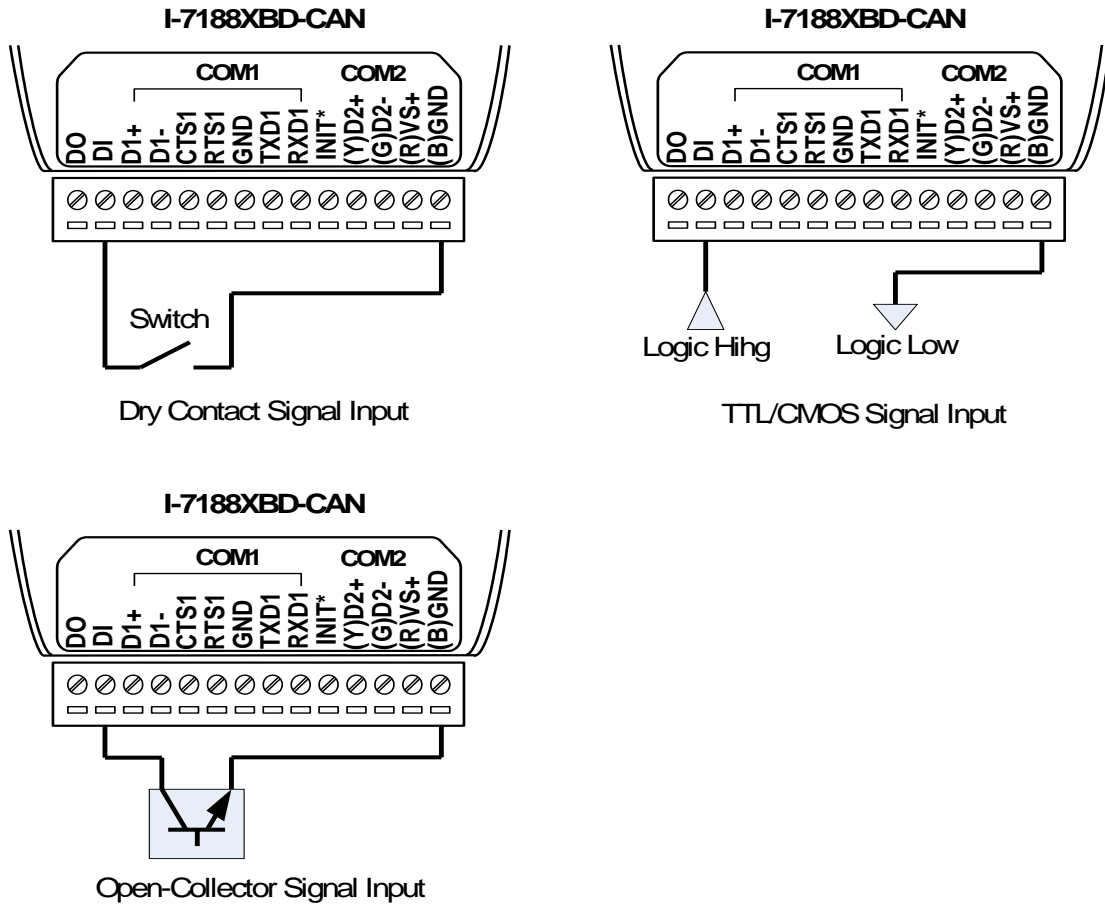 I-7188XBD-CAN
COM1 COM2
DO DI D1+ D1- CTS1 RTS1 GND TXD1 RXD1 INIT* (Y)D2+ (G)D2- (R)VS+ (B)GND
Switch
Dry Contact Signal Input
I-7188XBD-CAN
COM1 COM2
DO DI D1+ D1- CTS1 RTS1 GND TXD1 RXD1 INIT* (Y)D2+ (G)D2- (R)VS+ (B)GND
Logic Hihg Logic Low
TTL/CMOS Signal Input
I-7188XBD-CAN
COM1 COM2
DO DI D1+ D1- CTS1 RTS1 GND TXD1 RXD1 INIT* (Y)D2+ (G)D2- (R)VS+ (B)GND
Open-Collector Signal Input